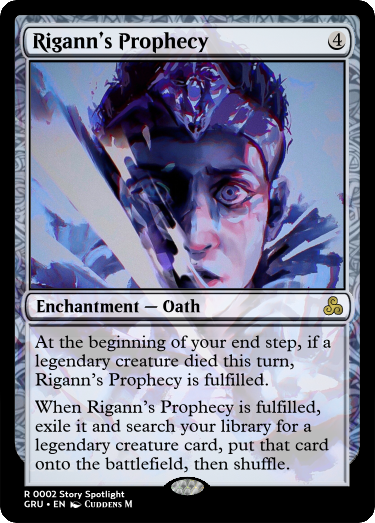 Rigann's Prophecy 4
Enchantment — Oath
At the beginning of your end step, if a
legendary creature died this turn,
Rigann's Prophecy is fulfilled.
When Rigann's Prophecy is fulfilled,
exile it and search your library for a
legendary creature card, put that card
onto the battlefield, then shuffle.
R 0002 Story Spotlight
GRU • EN Cuddens M